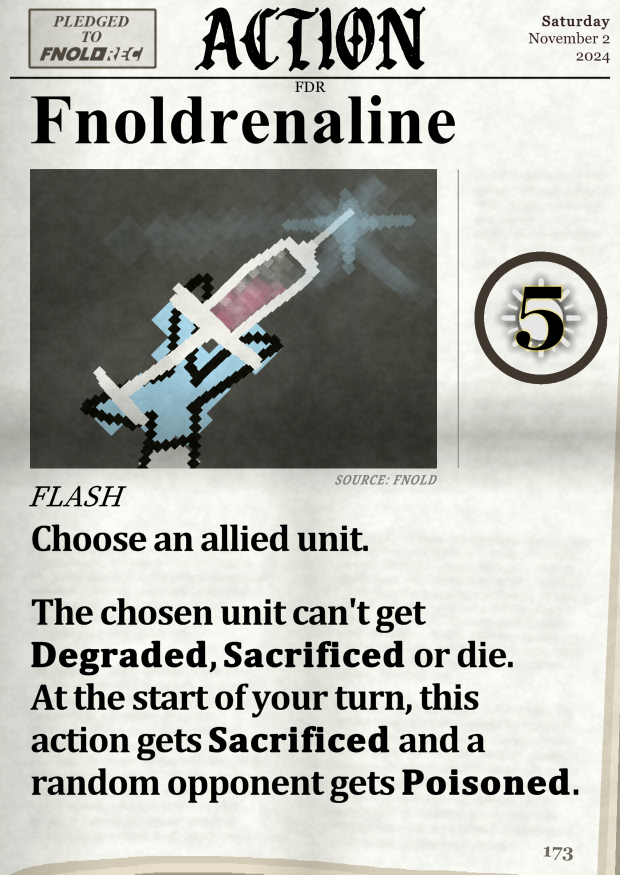 PLEDGED
TO
FNOLD REC
ACTION
Saturday
November 2
2024
FDR
Fnoldrenaline
5
SOURCE: FNOLD
FLASH
Choose an allied unit.
The chosen unit can't get
Degraded, Sacrificed or die.
At the start of your turn, this
action gets Sacrificed and a
random opponent gets Poisoned.
173